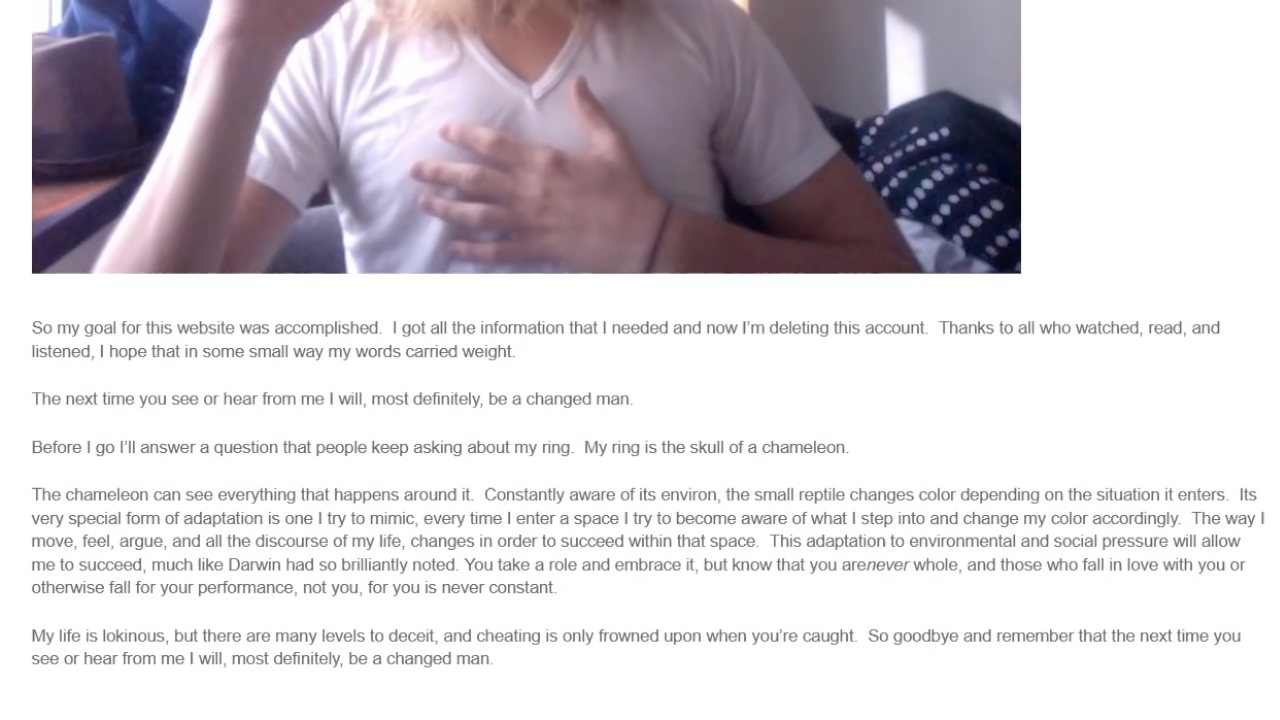 So my goal for this website was accomplished.  I got all the information that I needed and now I'm deleting this account.  Thanks to all who watched, read, and
listened, I hope that in some small way my words carried weight.
The next time you see or hear from me I will, most definitely, be a changed man.
Before I go I'll answer a question that people keep asking about my ring.  My ring is the skull of a chameleon.
The chameleon can see everything that happens around it.  Constantly aware of its environ, the small reptile changes color depending on the situation it enters.  Its
very special form of adaptation is one I try to mimic, every time I enter a space I try to become aware of what I step into and change my color accordingly.  The way I
move, feel, argue, and all the discourse of my life, changes in order to succeed within that space.  This adaptation to environmental and social pressure will allow
me to succeed, much like Darwin had so brilliantly noted. You take a role and embrace it, but know that you arenever whole, and those who fall in love with you or
otherwise fall for your performance, not you, for you is never constant.
My life is lokinous, but there are many levels to deceit, and cheating is only frowned upon when you're caught.  So goodbye and remember that the next time you
see or hear from me I will, most definitely, be a changed man.